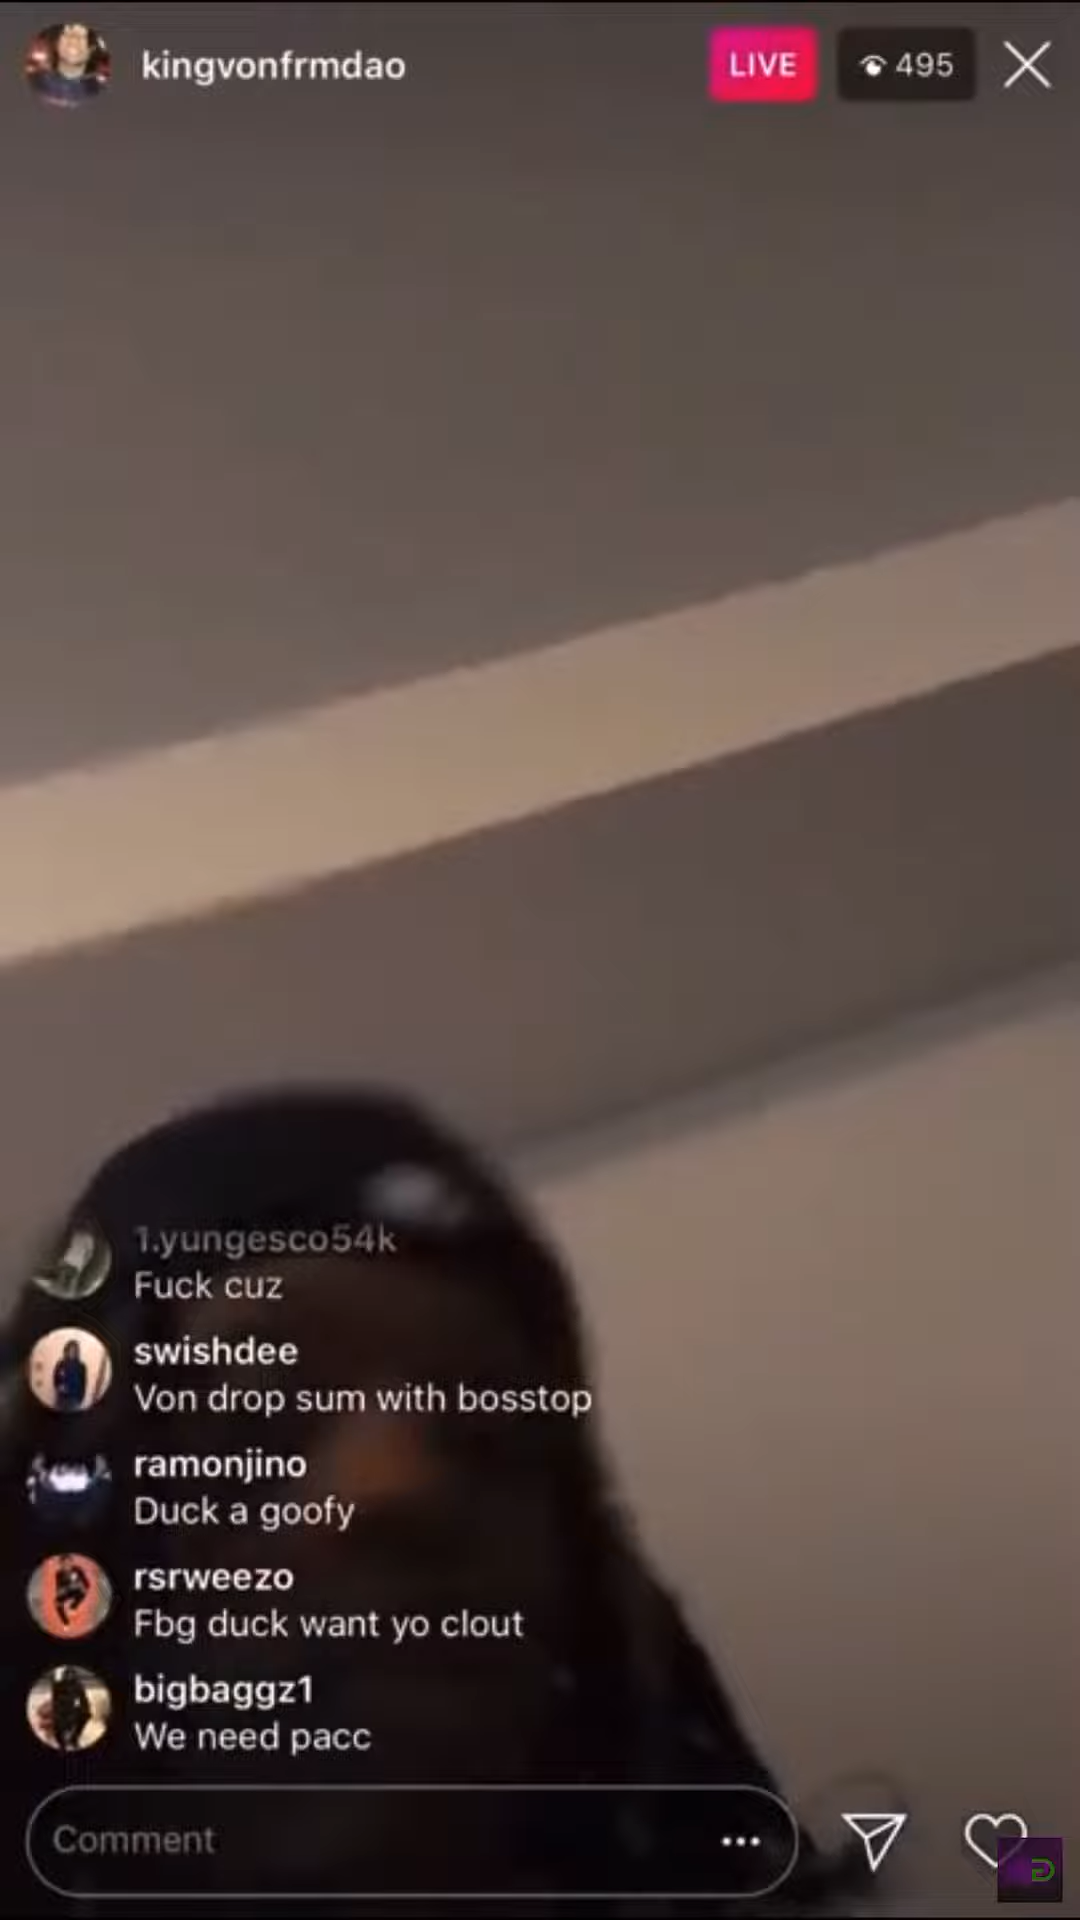 kingvonfrmdao
LIVE
495
1.yungesco54k
Fuck cuz
swishdee
Von drop sum with bosstop
ramonjino
Duck a goofy
rsrweezo
Fbg duck want yo clout
bigbaggz1
We need pacc
Comment